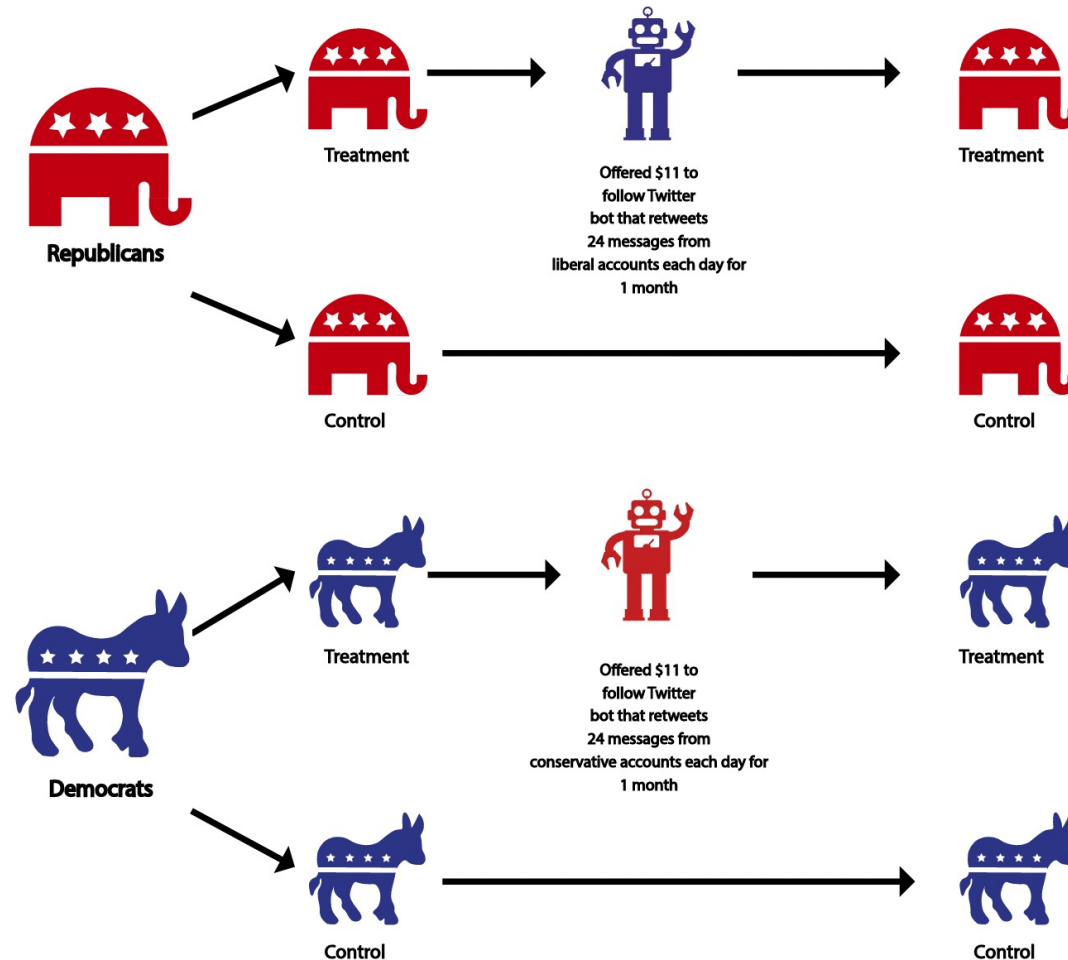 Treatment
Offered $11 to
follow Twitter
bot that retweets
24 messages from
liberal accounts each day for
1 month
Treatment
Republicans
Control
Control
Treatment
Offered $11 to
follow Twitter
bot that retweets
24 messages from
conservative accounts each day for
1 month
Treatment
Democrats
Control
Control